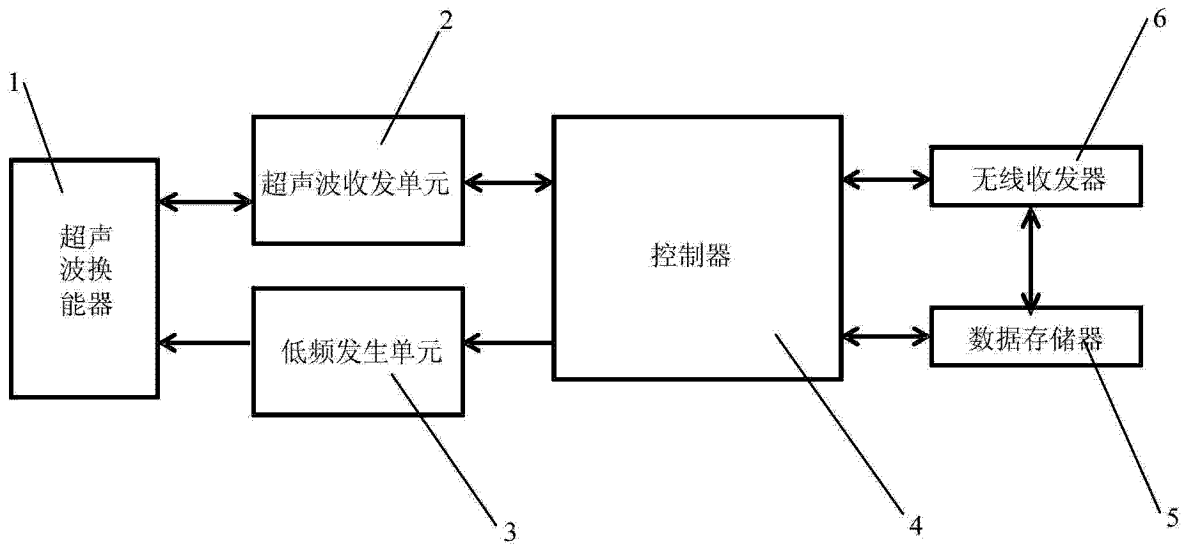 6
2
1
超声波收发单元
无线收发器
超声
波换
能器
控制器
低频发生单元
数据存储器
3
4
5